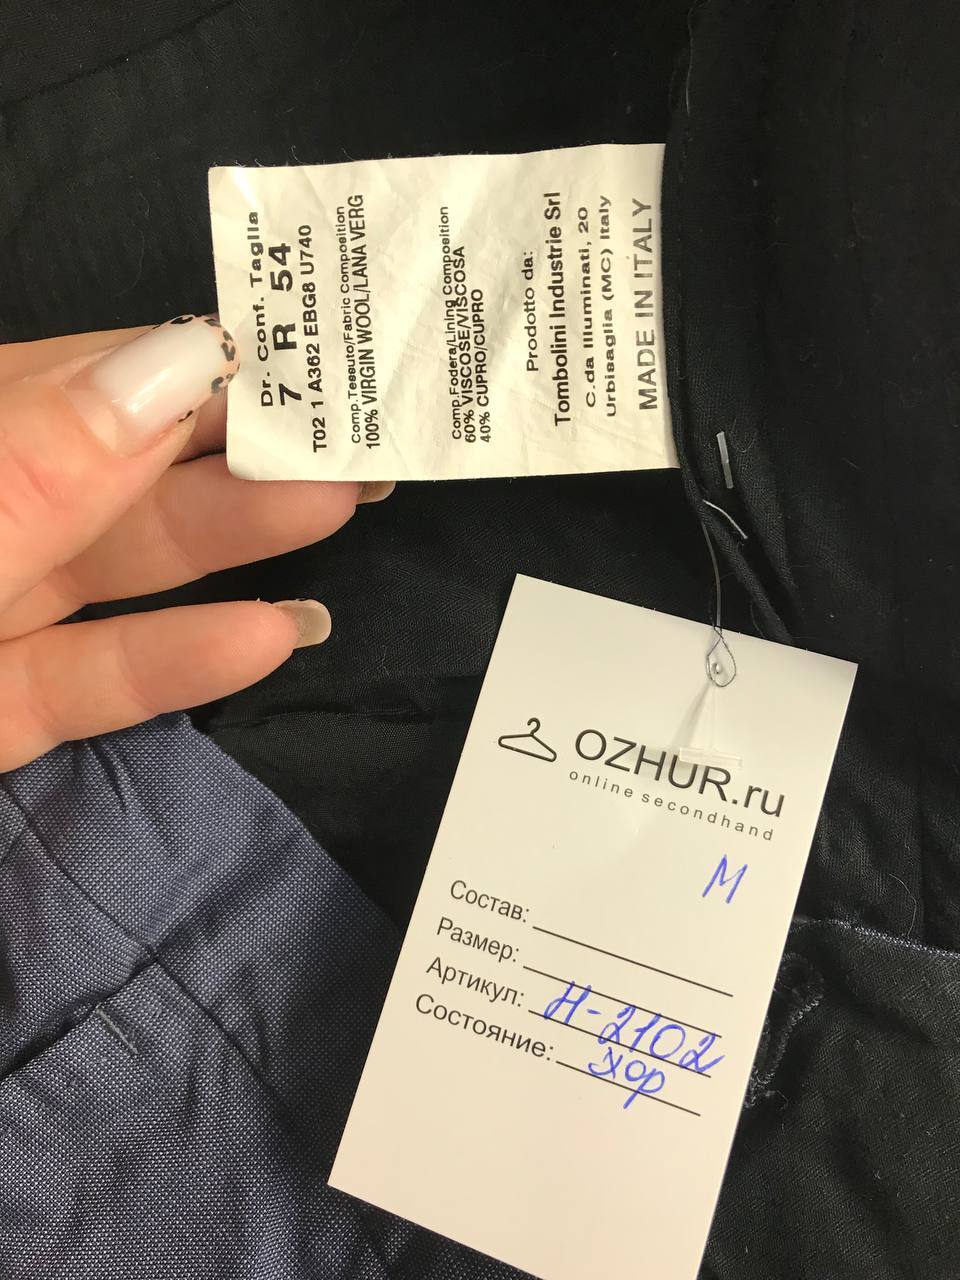 Dr. Conf. Taglia
7 R 54
T02 1 A362 EBG8 U740
Comp.Tessuto/Fabric Composition
100% VIRGIN WOOL/LANA VERG
Comp.Fodera/Lining Composition
60% VISCOSE/VISCOSA
40% CUPRO/CUPRO
Prodotto da:
Tombolini Industrie Srl
C.da Illuminati, 20
Urbisaglia (MC) Italy
MADE IN ITALY
OZHUR.ru
online secondhand
М
Состав:
Размер:
Артикул: Н-2102
Состояние: хор